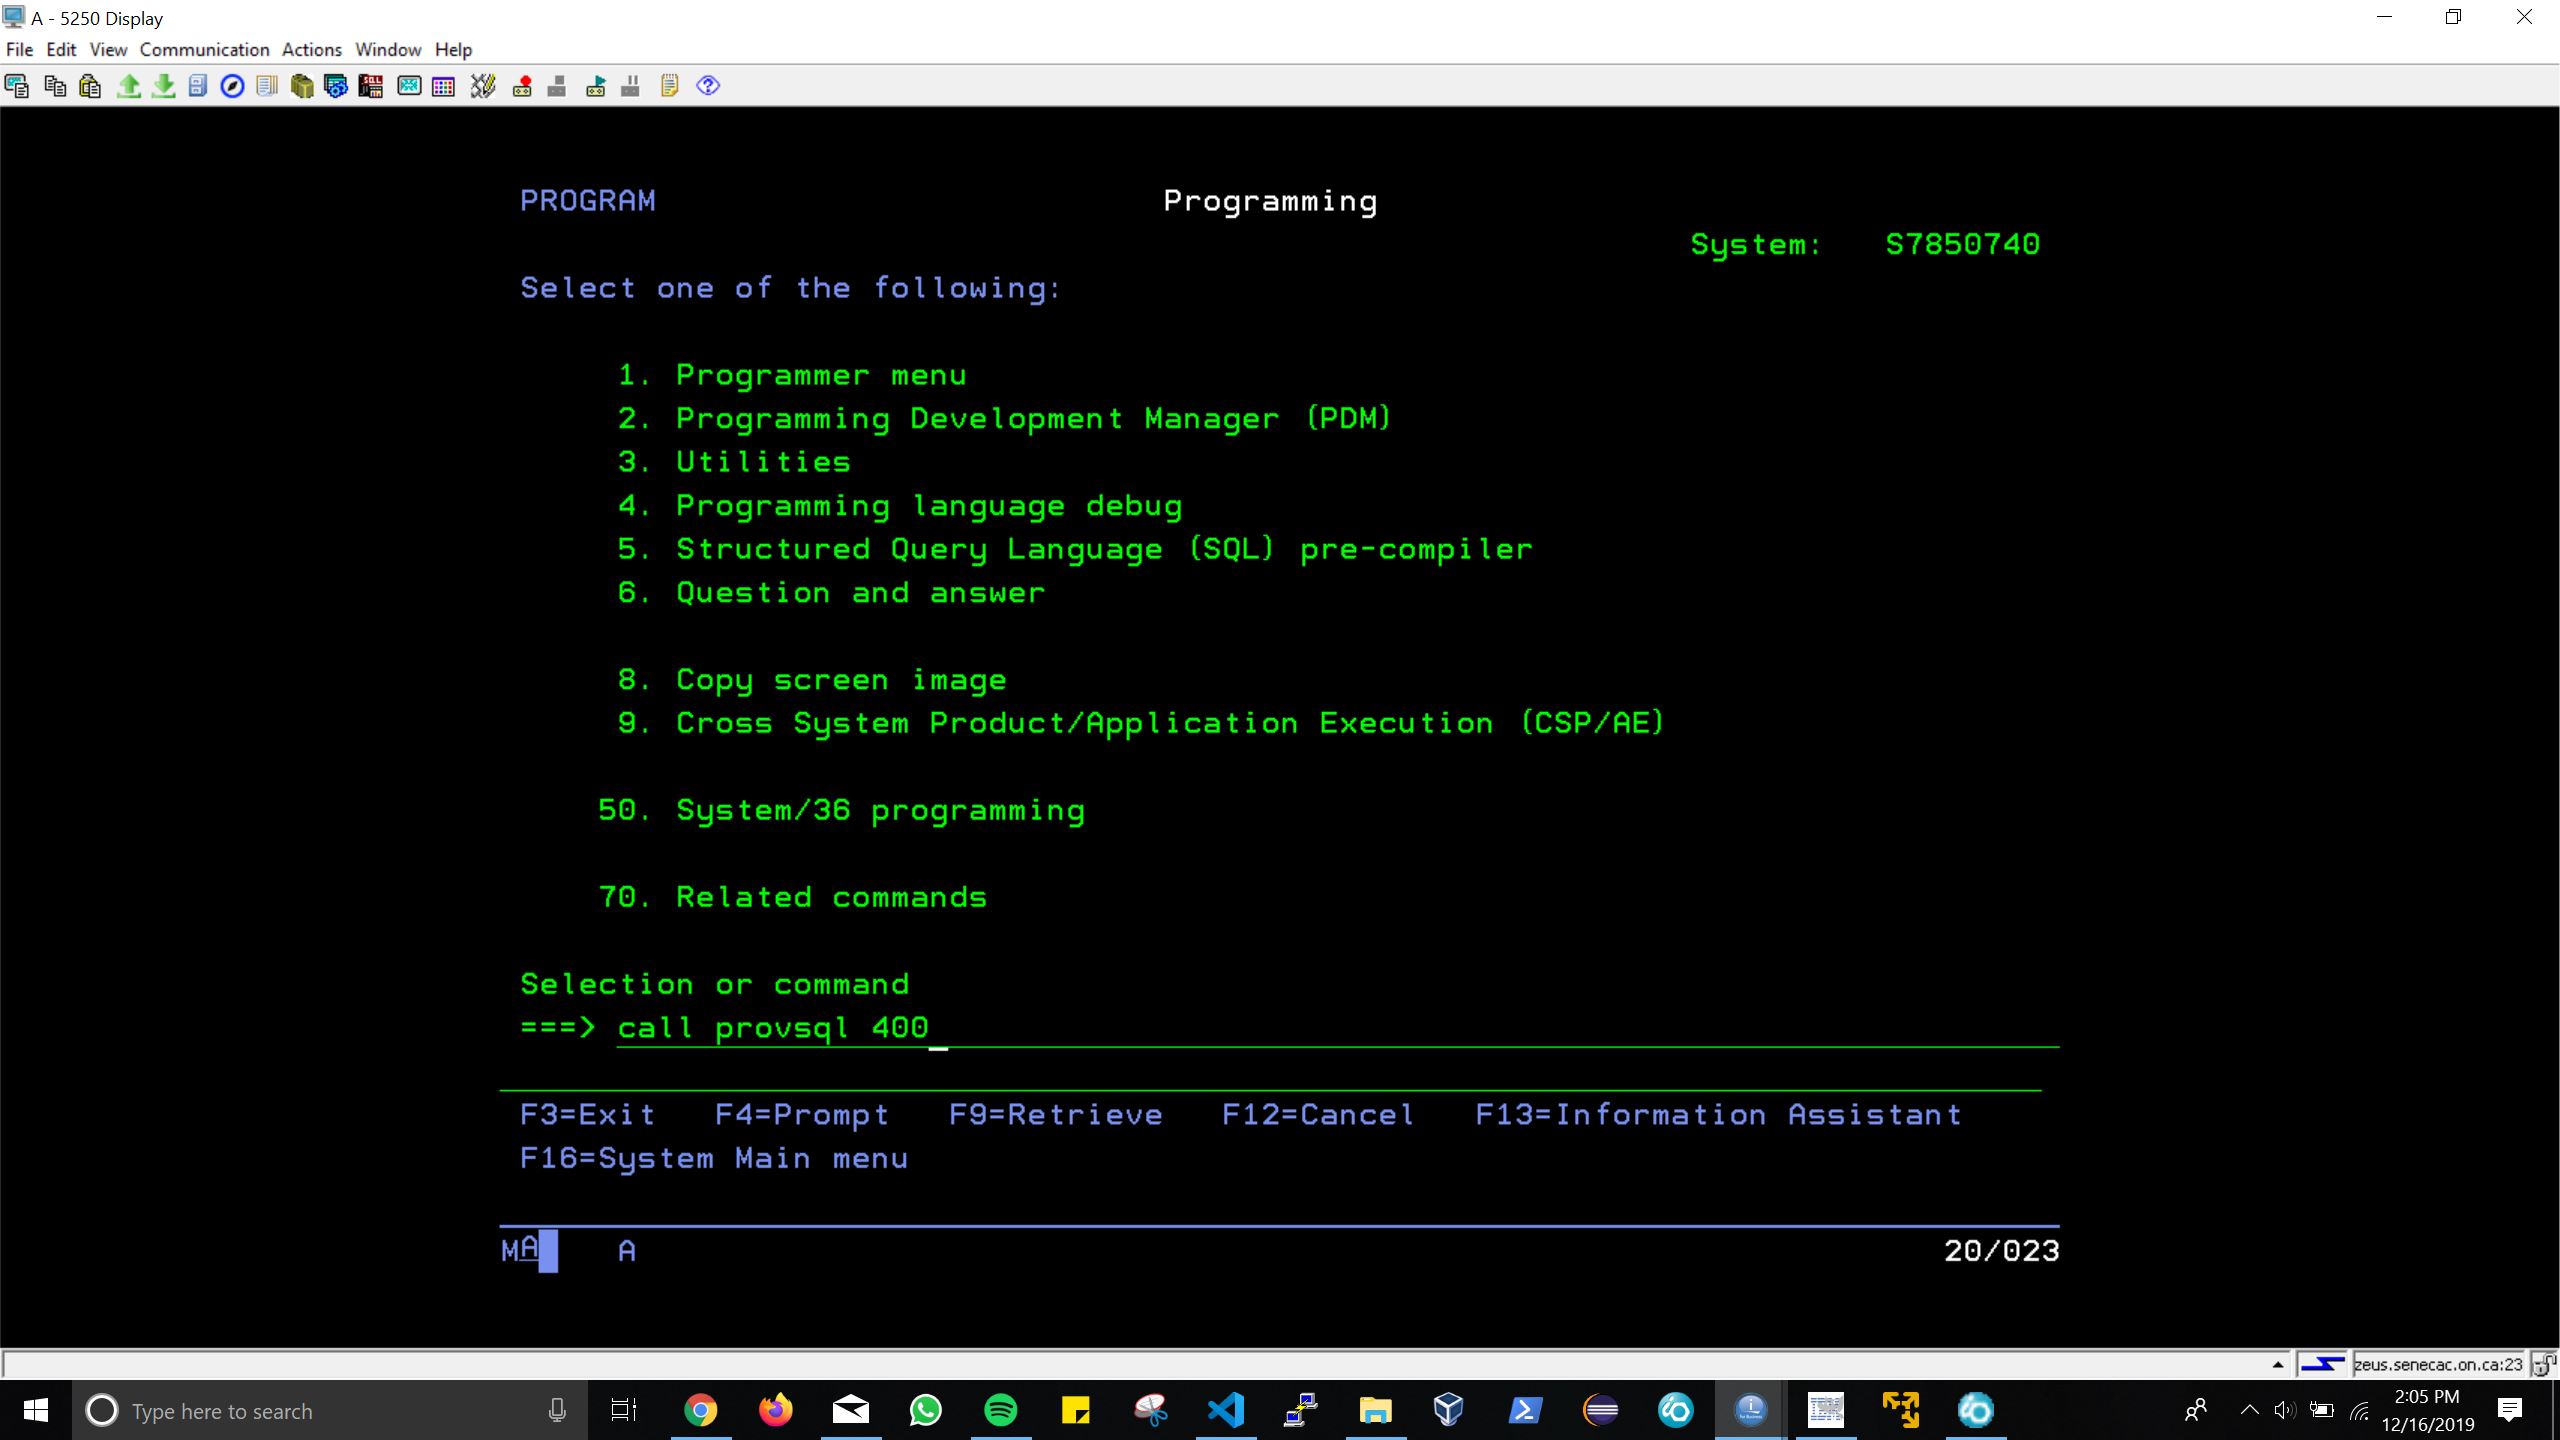 A - 5250 Display
File Edit View Communication Actions Window Help
PROGRAM Programming
System: S7850740
Select one of the following:
1. Programmer menu
2. Programming Development Manager (PDM)
3. Utilities
4. Programming language debug
5. Structured Query Language (SQL) pre-compiler
6. Question and answer
8. Copy screen image
9. Cross System Product/Application Execution (CSP/AE)
50. System/36 programming
70. Related commands
Selection or command
===> call provsql 400
F3=Exit F4=Prompt F9=Retrieve F12=Cancel F13=Information Assistant
F16=System Main menu
MA A 20/023
zeus.senecac.on.ca:23
Type here to search
2:05 PM
12/16/2019